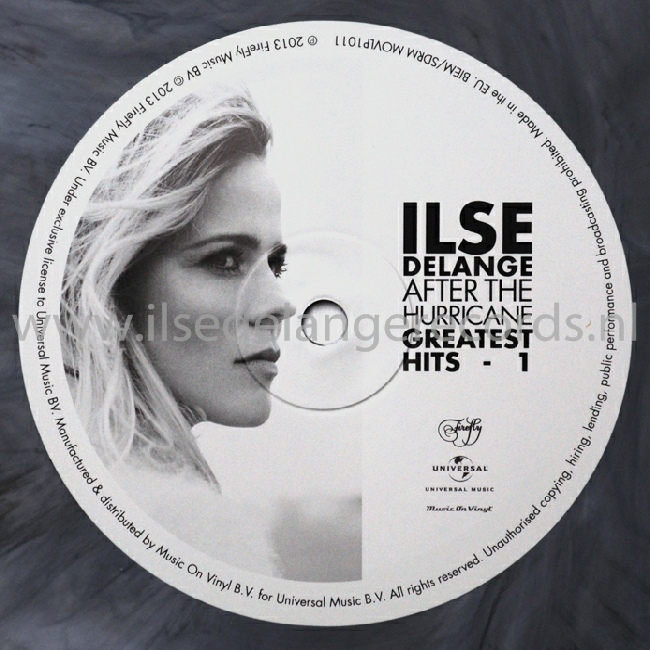 ILSE
DELANGE
AFTER THE
HURRICANE
GREATEST
HITS - 1
www.ilsedelangerecords.nl
Firefly
UNIVERSAL
UNIVERSAL MUSIC
Music On Vinyl
℗ 2013 FireFly Music BV © 2013 FireFly Music BV. Under exclusive license to Universal Music BV. Manufactured & distributed by Music On Vinyl B.V. for Universal Music B.V. All rights reserved. Unauthorised copying, hiring, lending, public performance and broadcasting prohibited. Made in the EU. BIEM/SDRM MOVLP1011